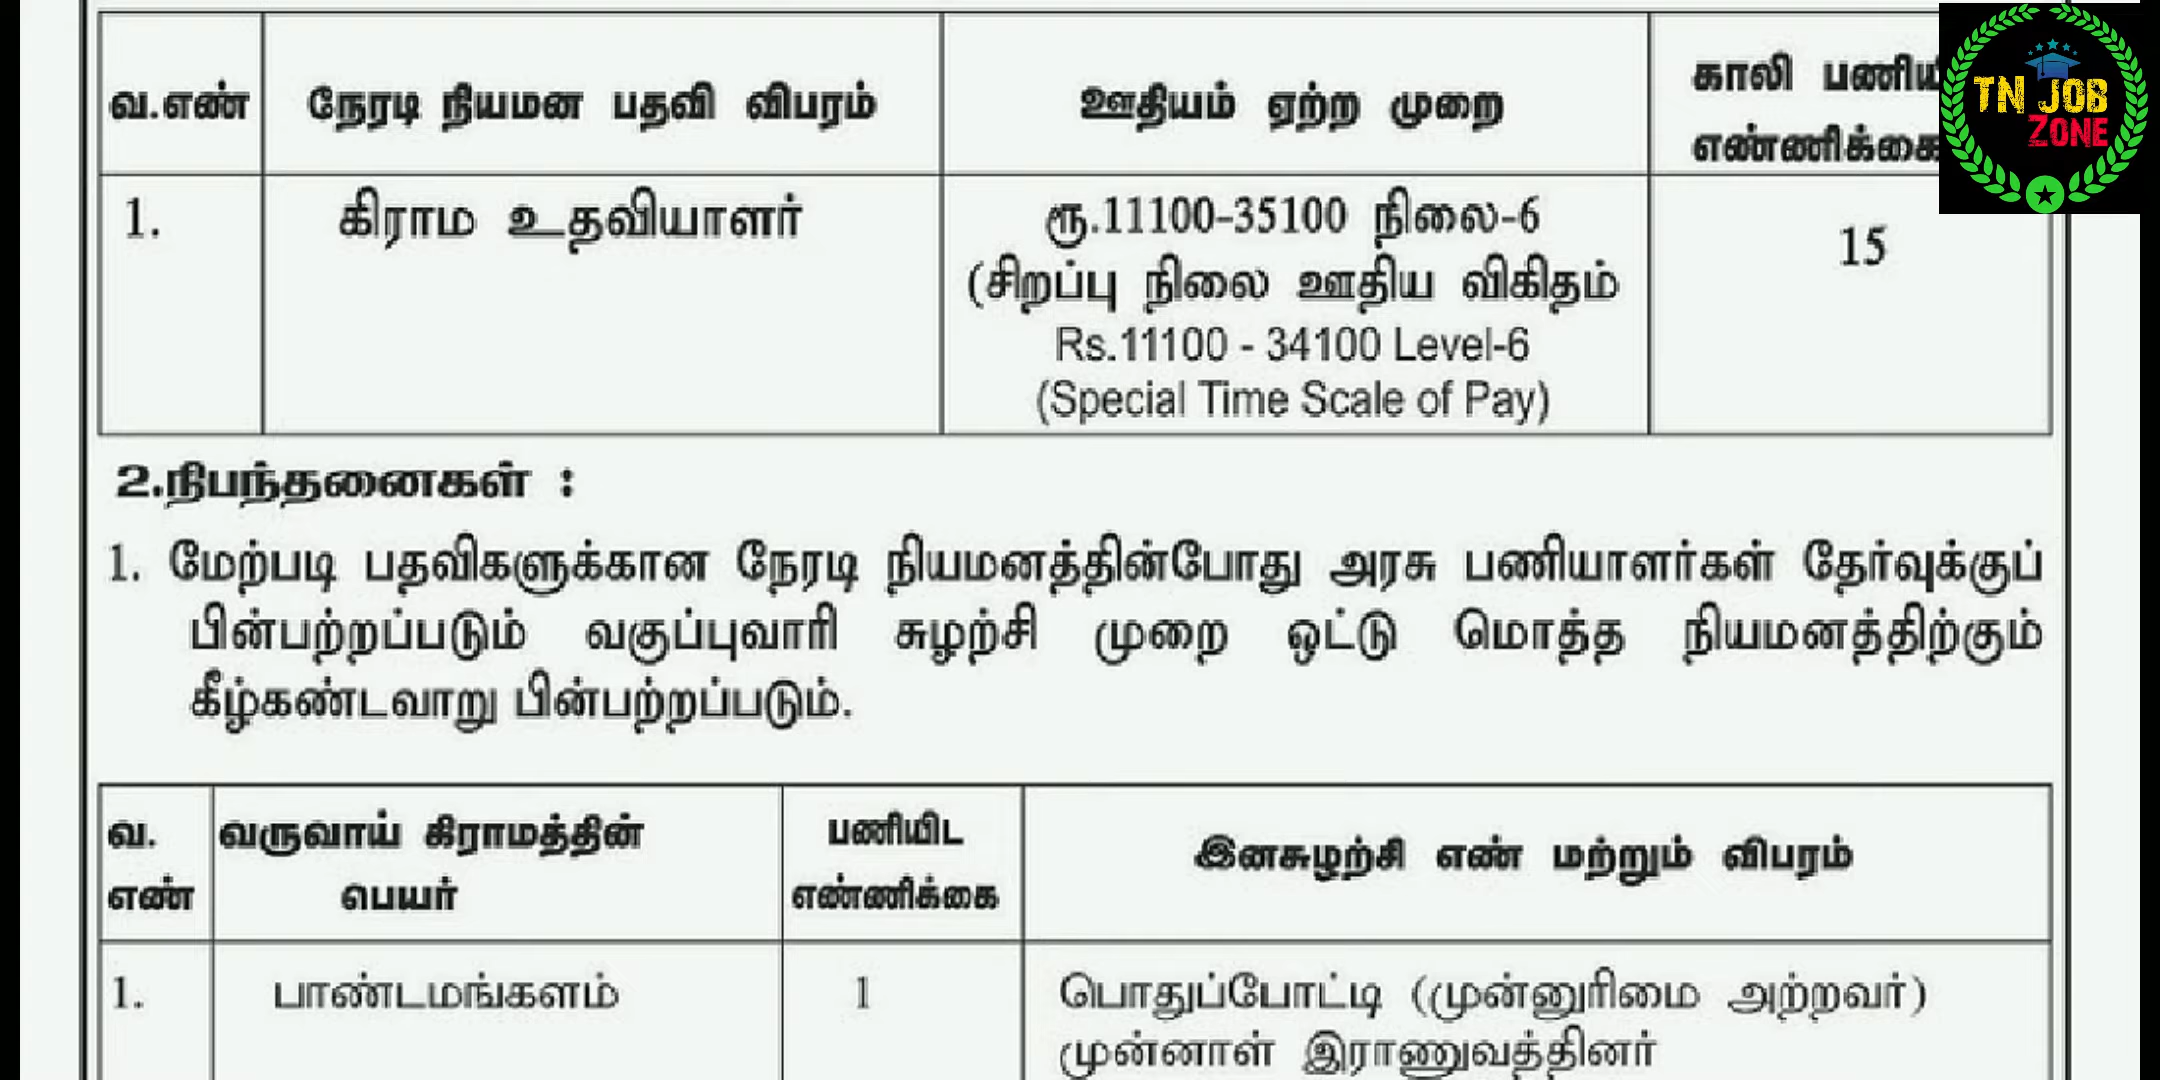 வ.எண் நேரடி நியமன பதவி விபரம் ஊதியம் ஏற்ற முறை காலி
எண்ணிக்கை
TN JOB
ZONE
1. கிராம உதவியாளர் ரூ.11100-35100 நிலை-6 15
(சிறப்பு நிலை ஊதிய விகிதம்
Rs.11100 - 34100 Level-6
(Special Time Scale of Pay)
2.நிபந்தனைகள் :
1. மேற்படி பதவிகளுக்கான நேரடி நியமனத்தின்போது அரசு பணியாளர்கள் தேர்வுக்குப்
பின்பற்றப்படும் வகுப்புவாரி சுழற்சி முறை ஒட்டு மொத்த நியமனத்திற்கும்
கீழ்கண்டவாறு பின்பற்றப்படும்.
வ. வருவாய் கிராமத்தின் பணியிட இனசுழற்சி எண் மற்றும் விபரம்
எண் பெயர் எண்ணிக்கை
1. பாண்டமங்களம் 1 பொதுப்போட்டி (முன்னுரிமை அற்றவர்)
முன்னாள் இராணுவத்தினர்